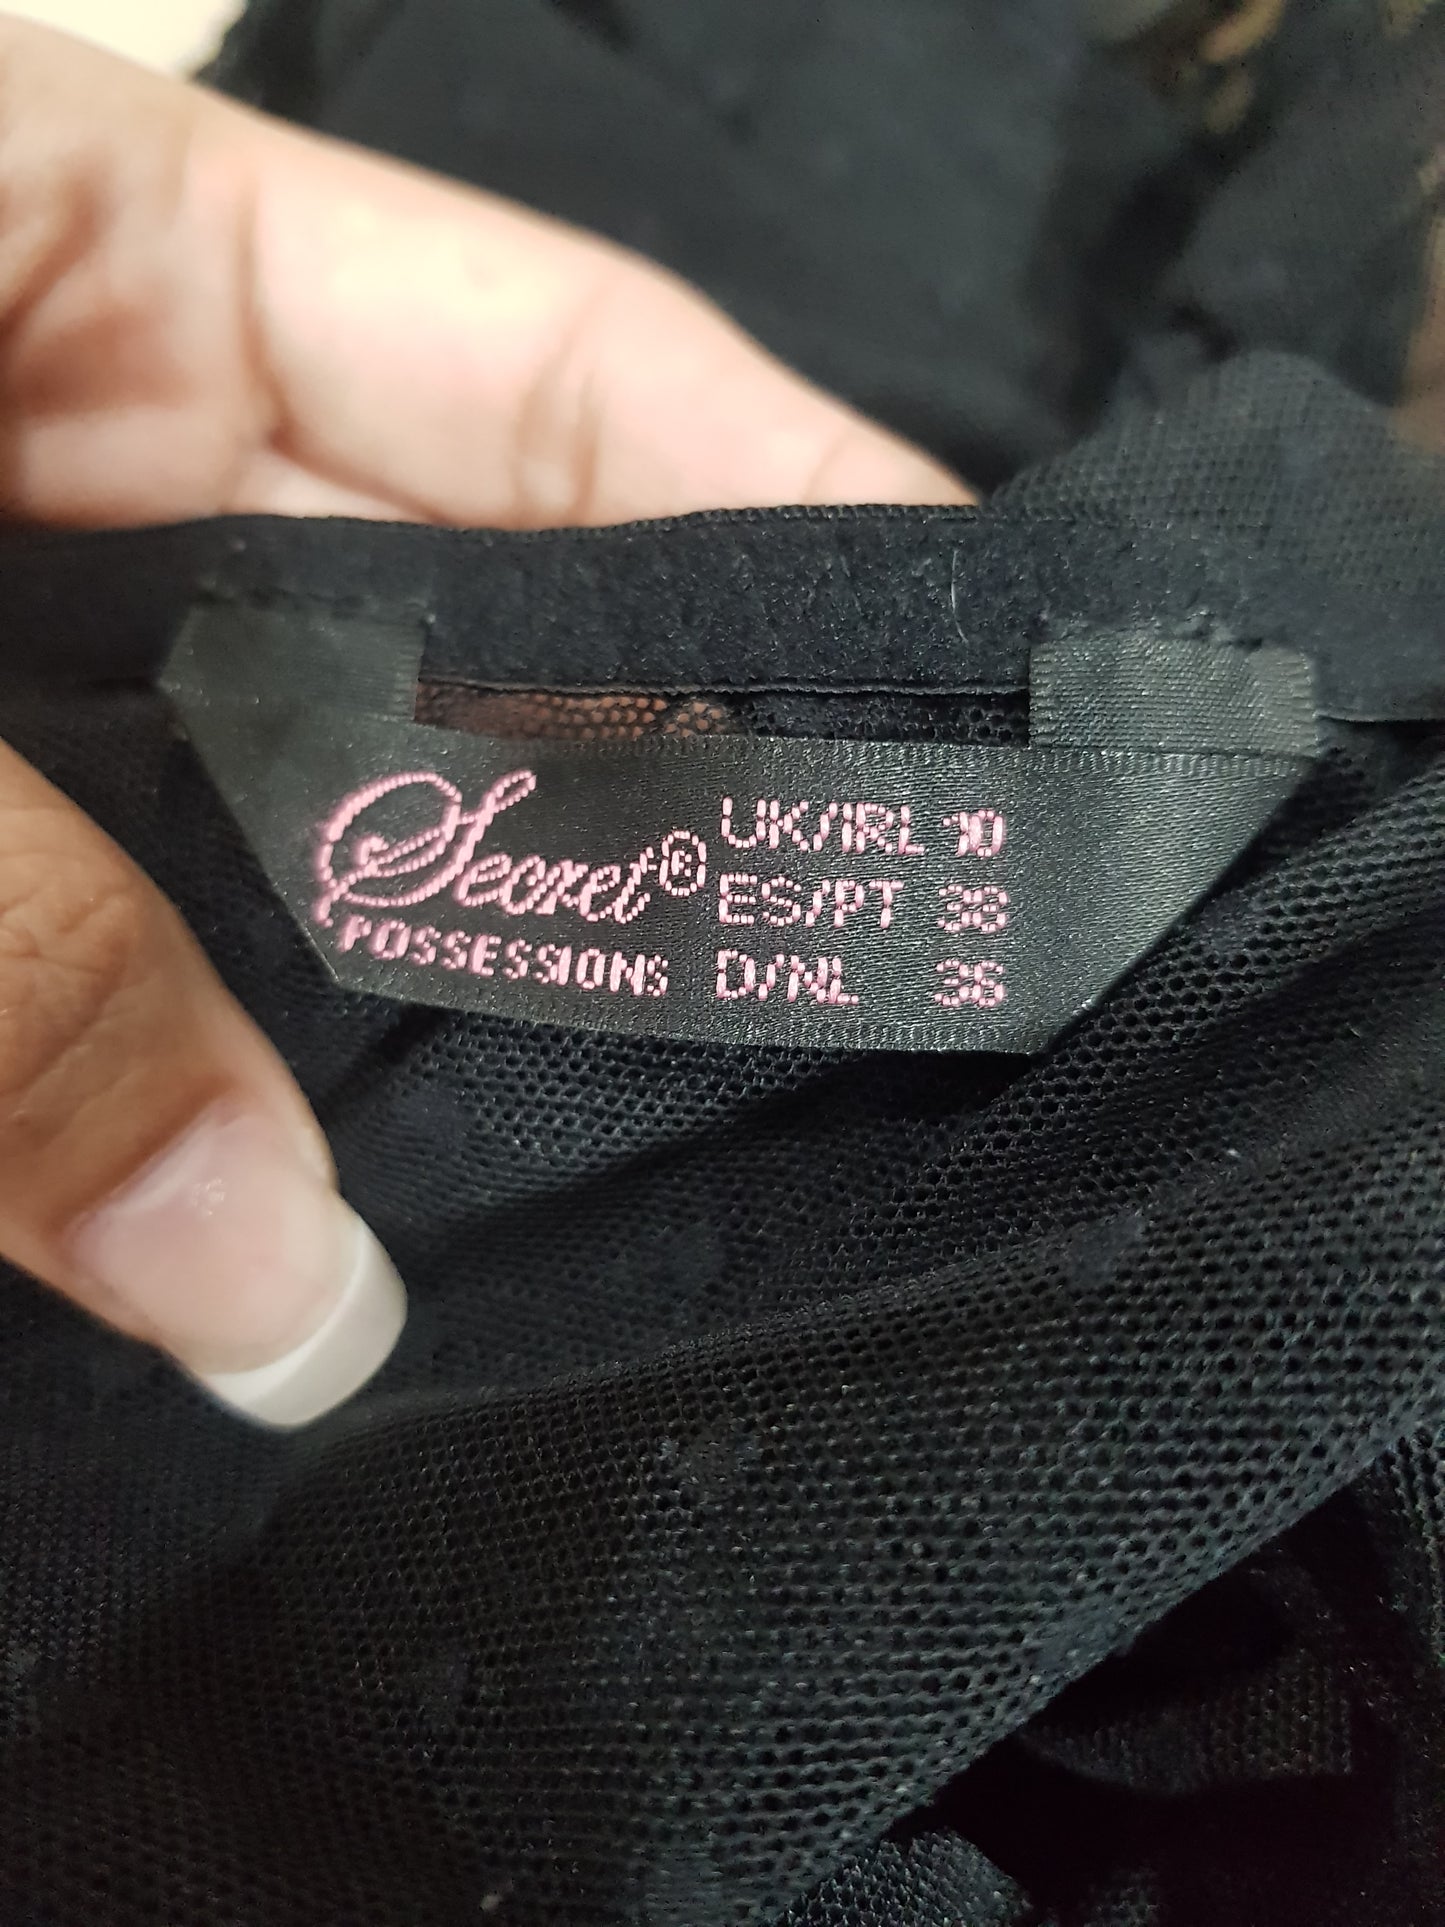 Secret®
POSSESSIONS
UK/IRL 10
ES/PT 38
D/NL 36